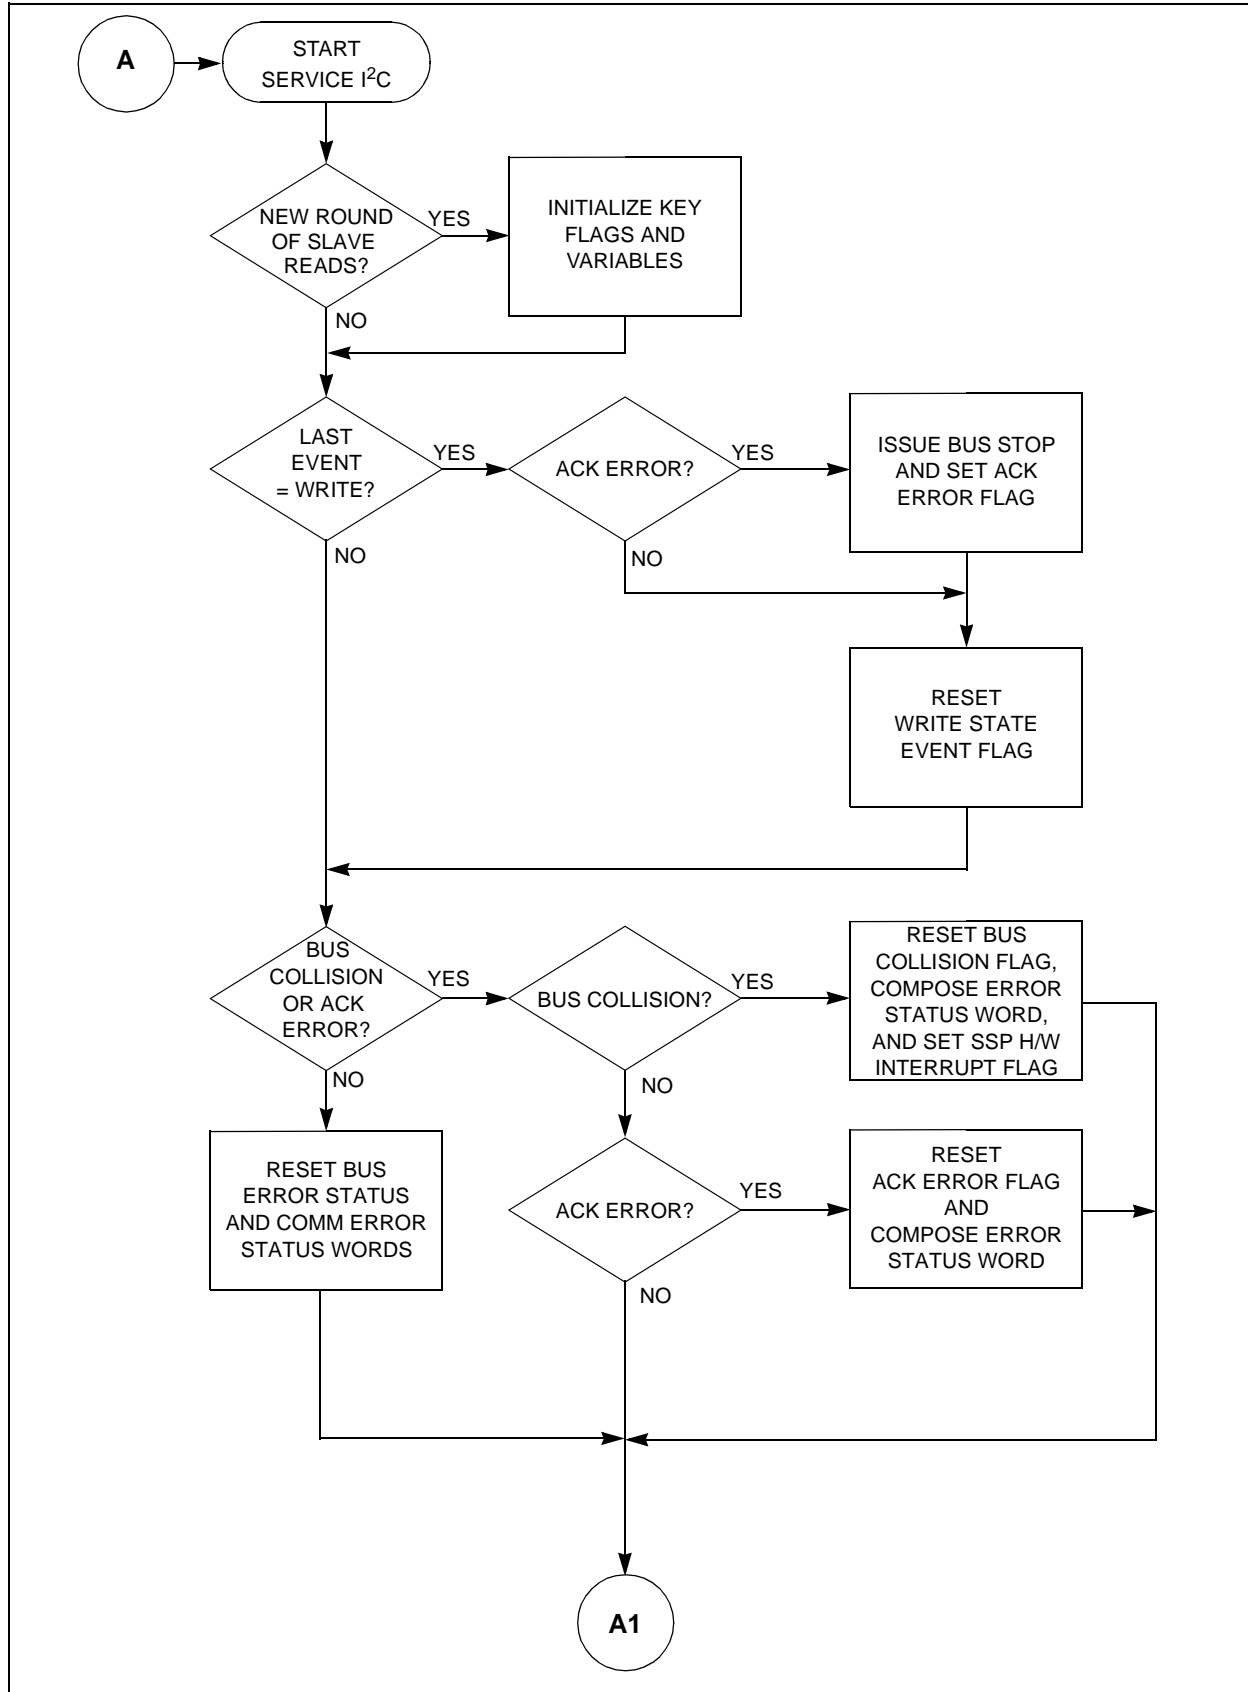 A
START
SERVICE I²C
NEW ROUND
OF SLAVE
READS?
YES
INITIALIZE KEY
FLAGS AND
VARIABLES
NO
LAST
EVENT
= WRITE?
YES
ACK ERROR?
YES
ISSUE BUS STOP
AND SET ACK
ERROR FLAG
NO
NO
RESET
WRITE STATE
EVENT FLAG
BUS
COLLISION
OR ACK
ERROR?
YES
BUS COLLISION?
YES
RESET BUS
COLLISION FLAG,
COMPOSE ERROR
STATUS WORD,
AND SET SSP H/W
INTERRUPT FLAG
NO
NO
RESET BUS
ERROR STATUS
AND COMM ERROR
STATUS WORDS
ACK ERROR?
YES
RESET
ACK ERROR FLAG
AND
COMPOSE ERROR
STATUS WORD
NO
A1